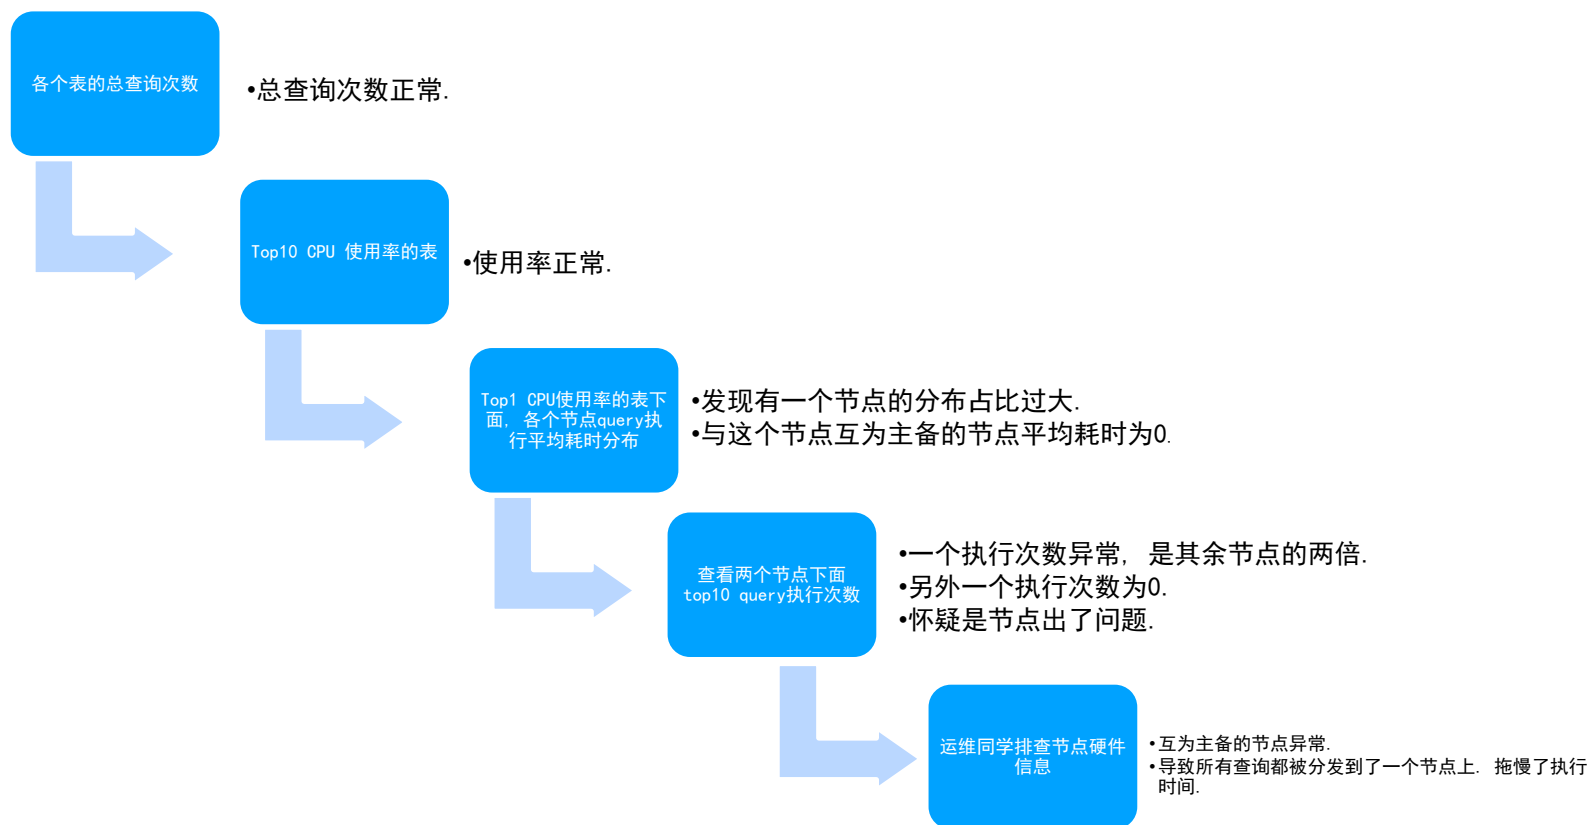 各个表的总查询次数
•总查询次数正常.
Top10 CPU 使用率的表
•使用率正常.
Top1 CPU使用率的表下
面, 各个节点query执
行平均耗时分布
•发现有一个节点的分布占比过大.
•与这个节点互为主备的节点平均耗时为0.
查看两个节点下面
top10 query执行次数
•一个执行次数异常, 是其余节点的两倍.
•另外一个执行次数为0.
•怀疑是节点出了问题.
运维同学排查节点硬件
信息
•互为主备的节点异常.
•导致所有查询都被分发到了一个节点上. 拖慢了执行
时间.